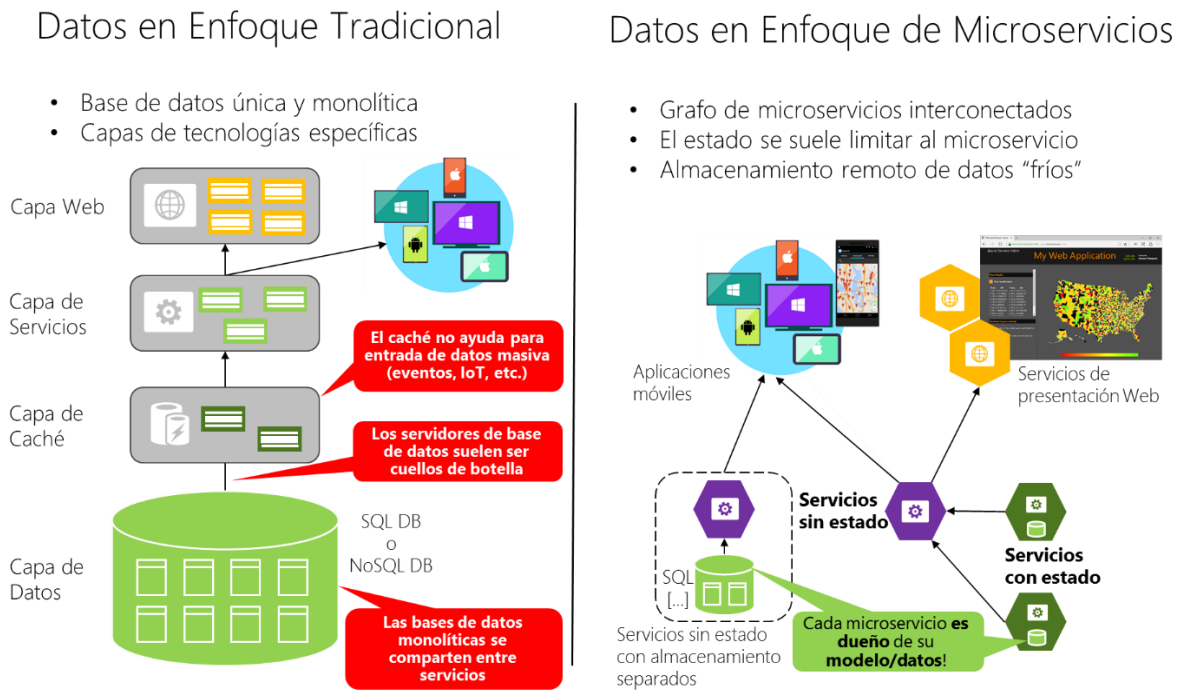 Datos en Enfoque Tradicional
• Base de datos única y monolítica
• Capas de tecnologías específicas
Capa Web
Capa de
Servicios
El caché no ayuda para
entrada de datos masiva
(eventos, IoT, etc.)
Capa de
Caché
Los servidores de base
de datos suelen ser
cuellos de botella
SQL DB
o
NoSQL DB
Capa de
Datos
Las bases de datos
monolíticas se
comparten entre
servicios
Datos en Enfoque de Microservicios
• Grafo de microservicios interconectados
• El estado se suele limitar al microservicio
• Almacenamiento remoto de datos “fríos”
My Web Application
Aplicaciones
móviles
Servicios de
presentación Web
Servicios
sin estado
Servicios
con estado
SQL
[...]
Cada microservicio es
dueño de su
modelo/datos!
Servicios sin estado
con almacenamiento
separados